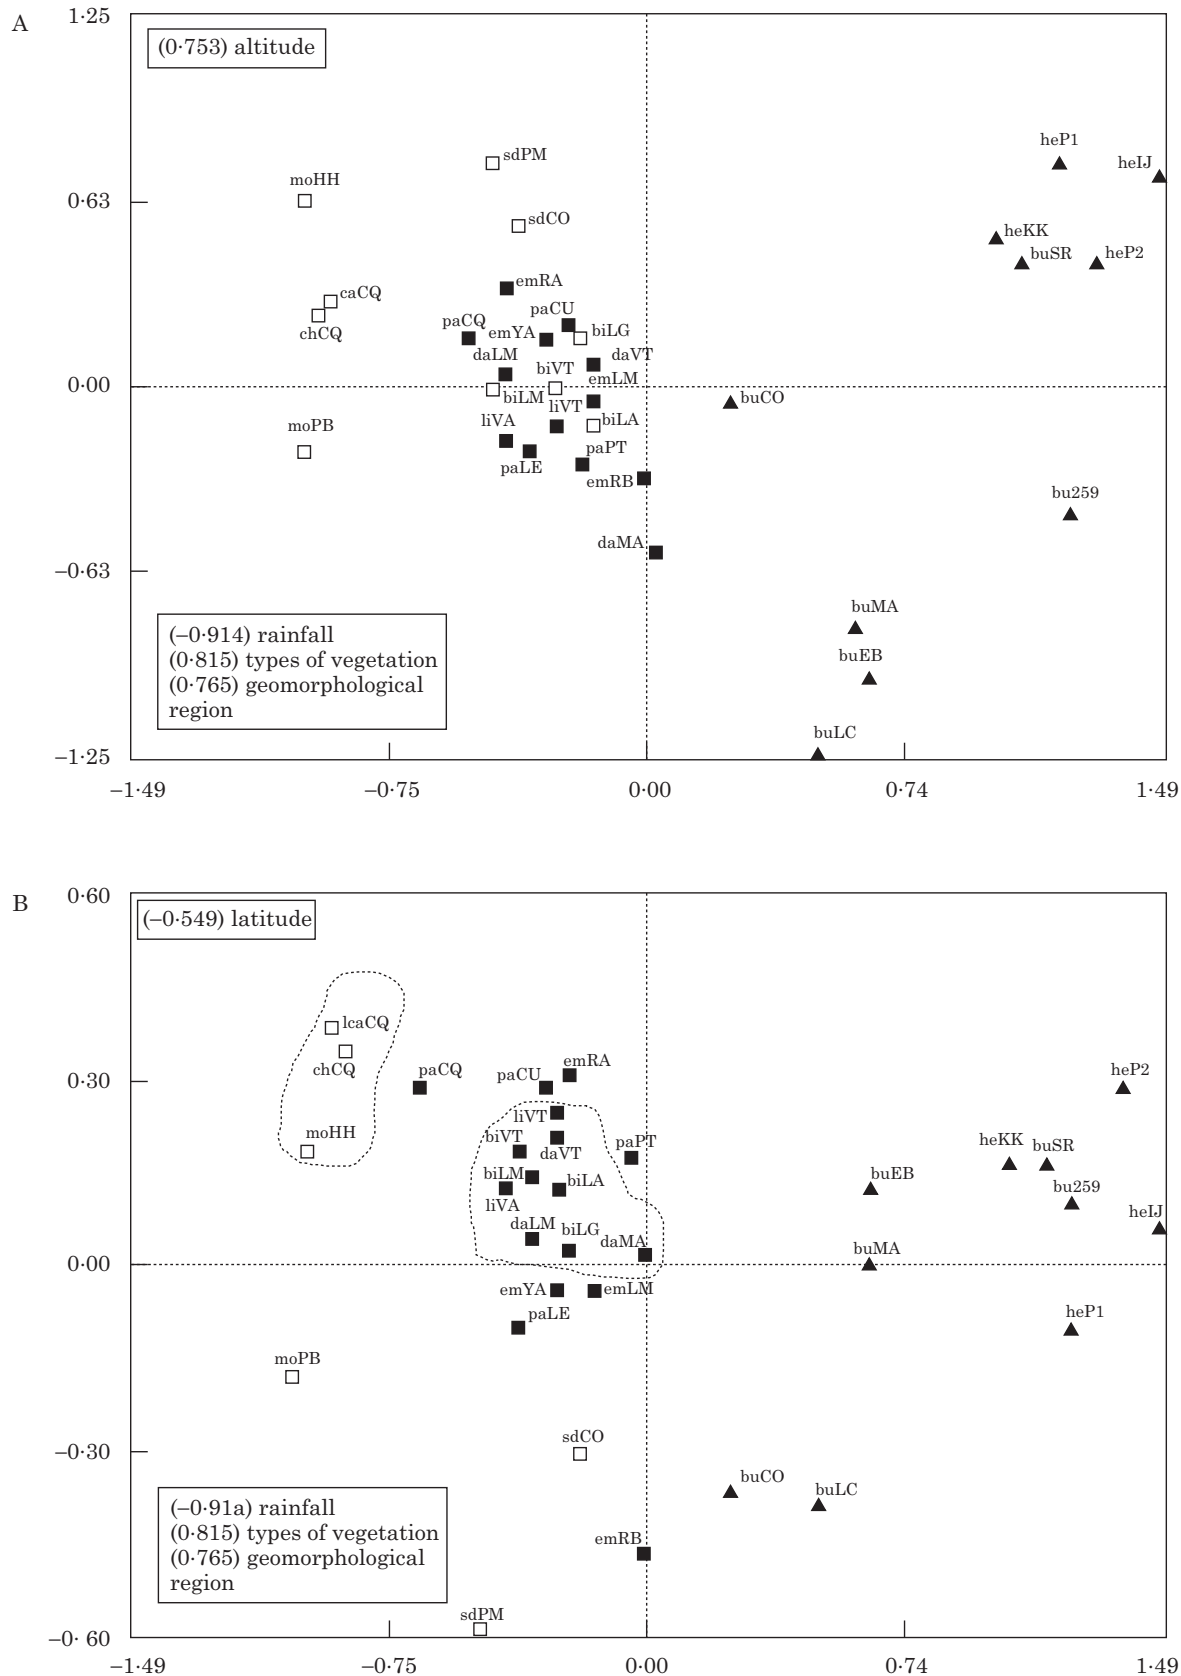 A
1·25
(0·753) altitude
heP1
sdPM
heIJ
moHH
0·63
sdCO
heKK
buSR
heP2
emRA
caCQ
paCU
paCQ
emYA
biLG
chCQ
daLM
daVT
biVT
emLM
0·00
biLM
buCO
liVT
liVA
biLA
moPB
paPT
paLE
emRB
bu259
daMA
–0·63
buMA
(–0·914) rainfall
(0·815) types of vegetation
buEB
(0·765) geomorphological
region
buLC
–1·25
–1·49
–0·75
0·00
0·74
1·49
B
0·60
(–0·549) latitude
lcaCQ
chCQ
paCQ
paCU
emRA
heP2
0·30
liVT
moHH
biVT
paPT
heKK
buSR
daVT
biLM
biLA
buEB
bu259
liVA
heIJ
daLM
biLG
daMA
buMA
0·00
emYA
emLM
paLE
heP1
moPB
sdCO
–0·30
buCO
buLC
(–0·91a) rainfall
(0·815) types of vegetation
emRB
(0·765) geomorphological
region
sdPM
–0· 60
–1·49
–0·75
0·00
0·74
1·49